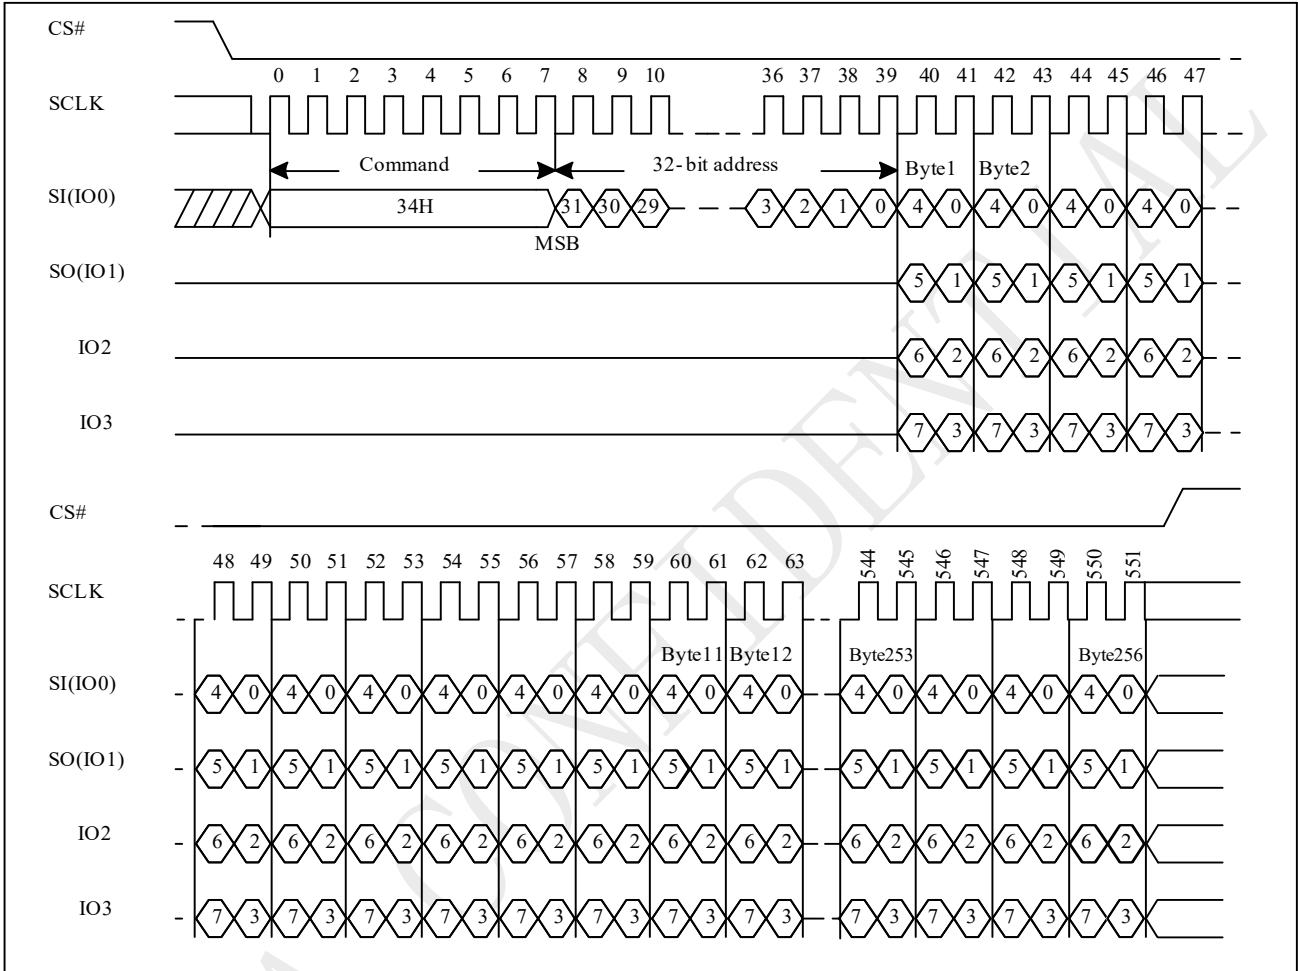 CS#
0 1 2 3 4 5 6 7 8 9 10 36 37 38 39 40 41 42 43 44 45 46 47
SCLK
Command 32-bit address Byte1 Byte2
SI(IO0) 34H 31 30 29 3 2 1 0 4 0 4 0 4 0 4 0
MSB
SO(IO1) 5 1 5 1 5 1 5 1
IO2 6 2 6 2 6 2 6 2
IO3 7 3 7 3 7 3 7 3
CS#
48 49 50 51 52 53 54 55 56 57 58 59 60 61 62 63 544 545 546 547 548 549 550 551
SCLK
Byte11 Byte12 Byte253 Byte256
SI(IO0) 4 0 4 0 4 0 4 0 4 0 4 0 4 0 4 0 4 0 4 0 4 0 4 0
SO(IO1) 5 1 5 1 5 1 5 1 5 1 5 1 5 1 5 1 5 1 5 1 5 1 5 1
IO2 6 2 6 2 6 2 6 2 6 2 6 2 6 2 6 2 6 2 6 2 6 2 6 2
IO3 7 3 7 3 7 3 7 3 7 3 7 3 7 3 7 3 7 3 7 3 7 3 7 3
CONFIDENTIAL